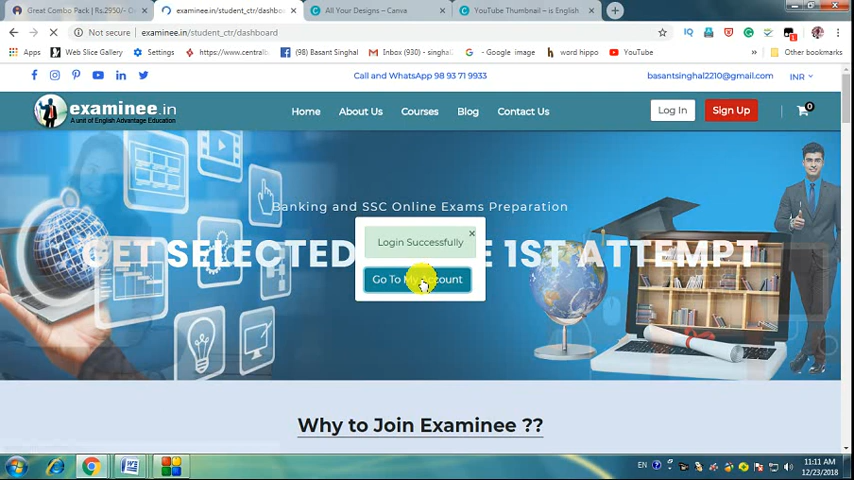 Great Combo Pack | Rs.2950/- Ov
examinee.in/student_ctr/dashbo
All Your Designs – Canva
YouTube Thumbnail – is English
Not secure | examinee.in/student_ctr/dashboard
Apps
Web Slice Gallery
Settings
https://www.centralb
(98) Basant Singhal
Inbox (930) - singha
- Google image
word hippo
YouTube
Other bookmarks
Call and WhatsApp 98 93 71 9933
basantsinghal2210@gmail.com
INR
examinee.in
A unit of English Advantage Education
Home
About Us
Courses
Blog
Contact Us
Log In
Sign Up
0
Banking and SSC Online Exams Preparation
GET SELECTED 1ST ATTEMPT
Login Successfully
Go To My Account
Why to Join Examinee ??
EN
11:11 AM
12/23/2018